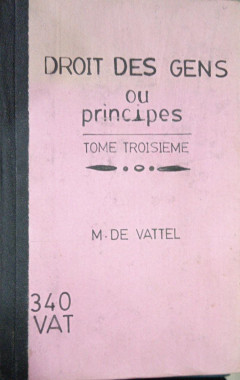 DROIT DES GENS
ou
principes
TOME TROISIEME
M. DE VATTEL
340
VAT